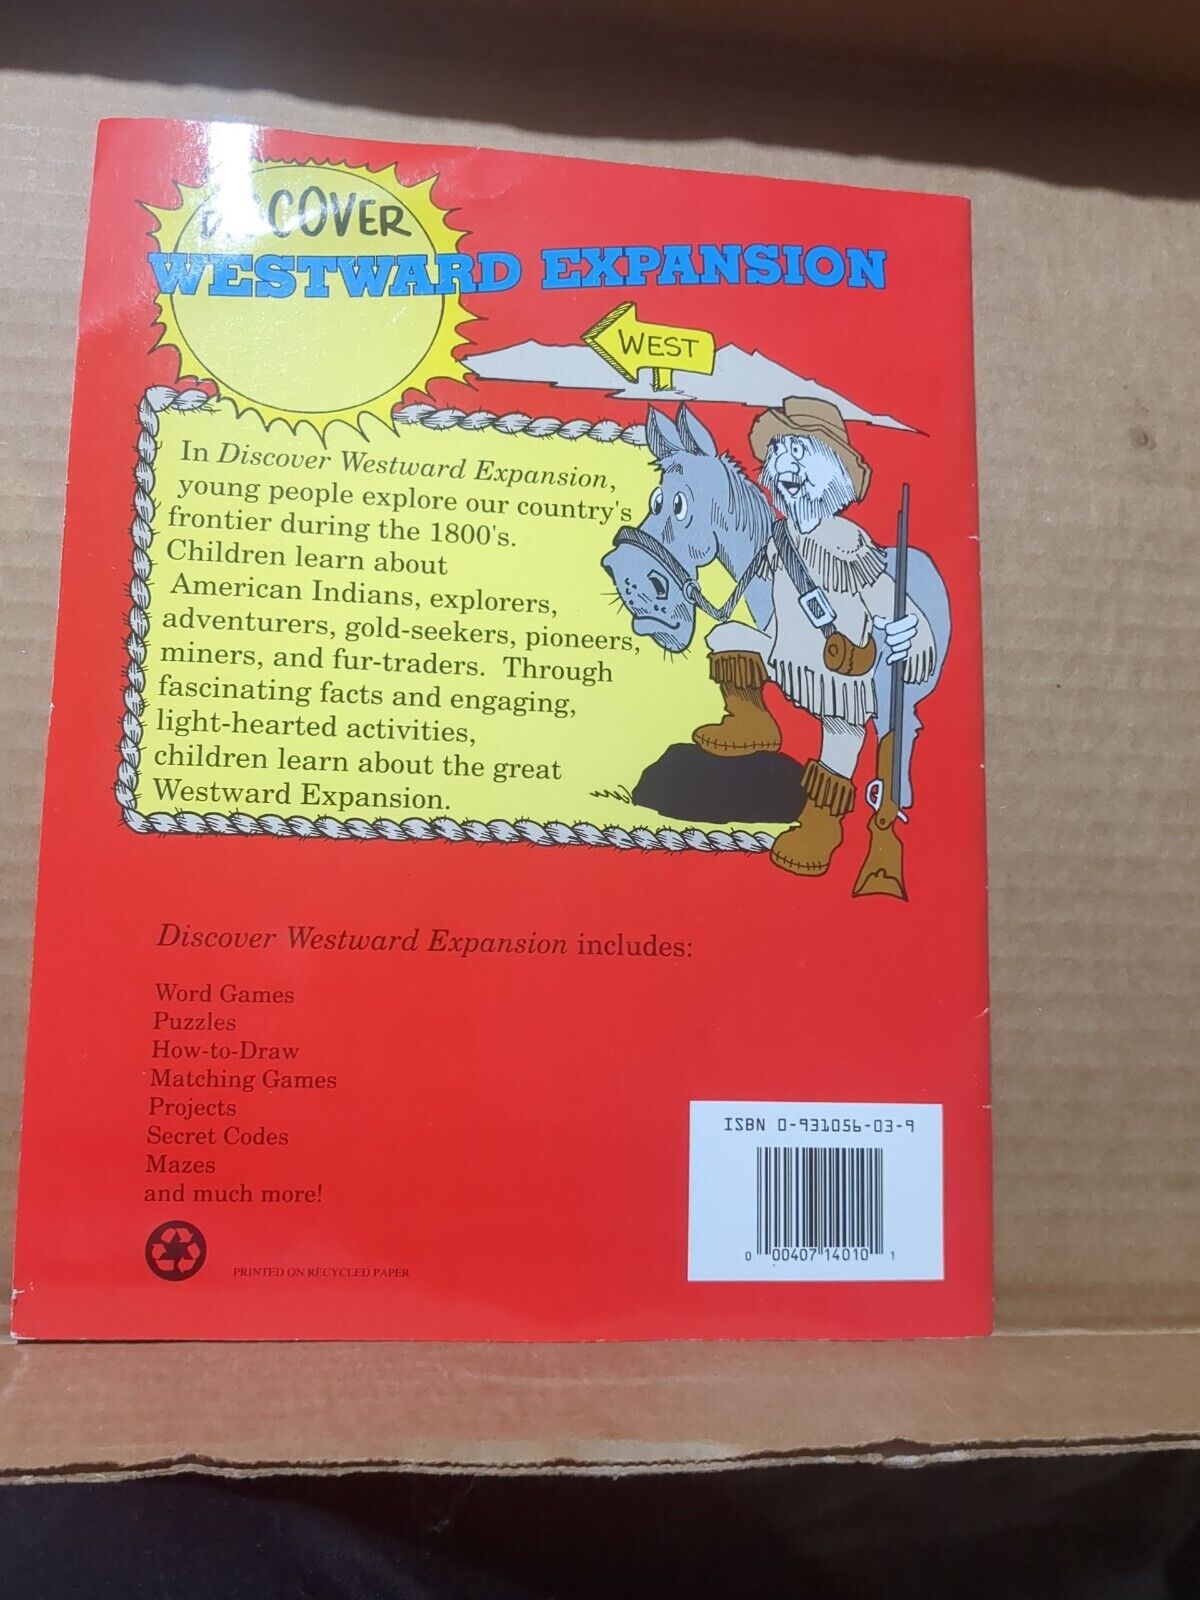 DISCOVER
WESTWARD EXPANSION
WEST
In Discover Westward Expansion,
young people explore our country's
frontier during the 1800's.
Children learn about
American Indians, explorers,
adventurers, gold-seekers, pioneers,
miners, and fur-traders. Through
fascinating facts and engaging,
light-hearted activities,
children learn about the great
Westward Expansion.
Discover Westward Expansion includes:
Word Games
Puzzles
How-to-Draw
Matching Games
Projects
Secret Codes
Mazes
and much more!
PRINTED ON RECYCLED PAPER
ISBN 0-931056-03-9
0 00407 14010 1